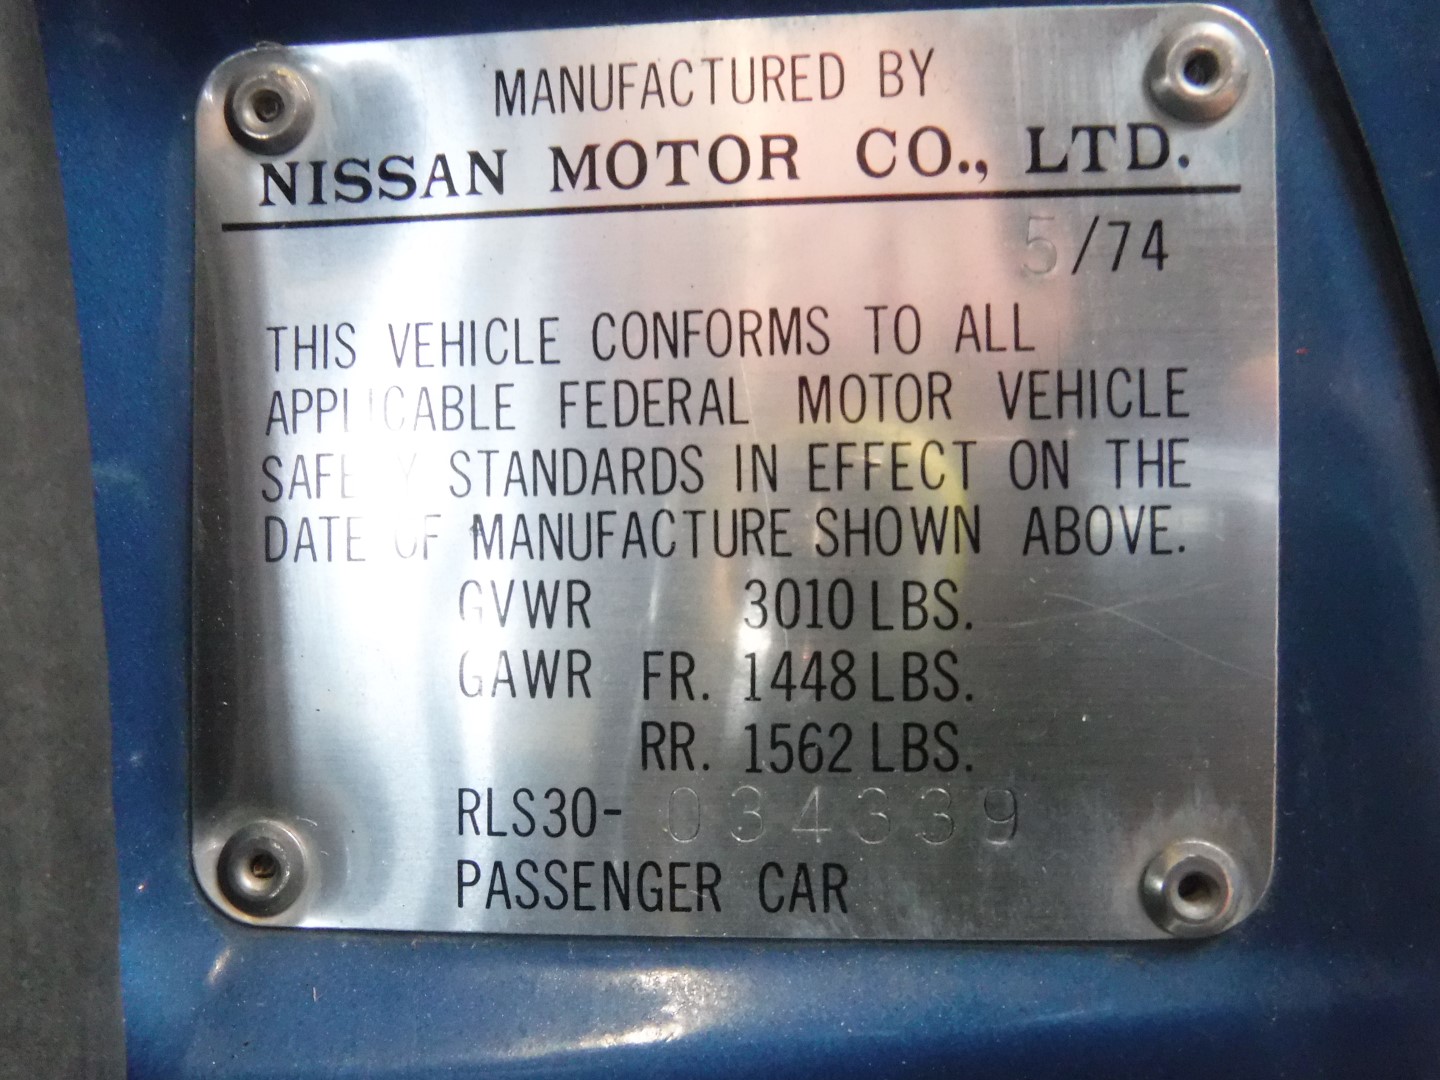 MANUFACTURED BY
NISSAN MOTOR CO., LTD.
5/74
THIS VEHICLE CONFORMS TO ALL
APPLICABLE FEDERAL MOTOR VEHICLE
SAFETY STANDARDS IN EFFECT ON THE
DATE OF MANUFACTURE SHOWN ABOVE.
GVWR 3010 LBS.
GAWR FR. 1448 LBS.
RR. 1562 LBS.
RLS30-034339
PASSENGER CAR